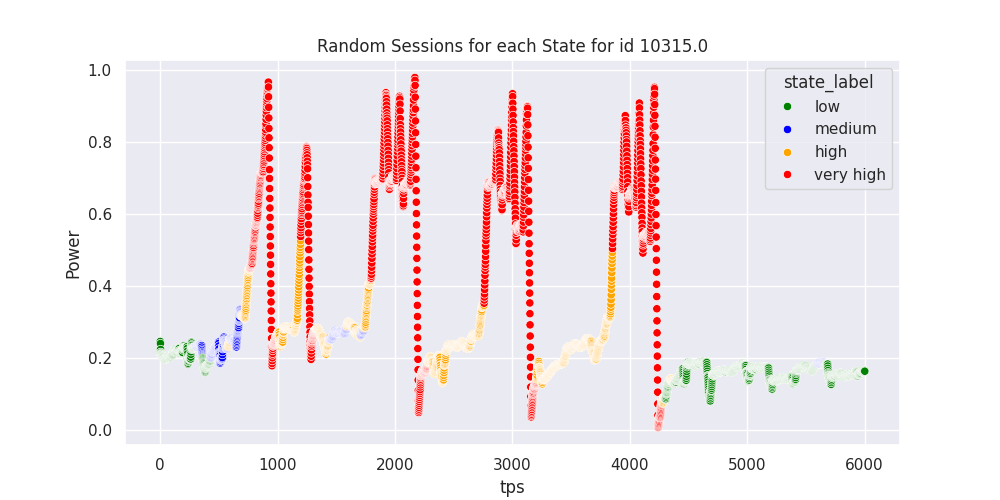 Random Sessions for each State for id 10315.0
state_label
low
medium
high
very high
Power
1.0
0.8
0.6
0.4
0.2
0.0
0
1000
2000
3000
4000
5000
6000
tps